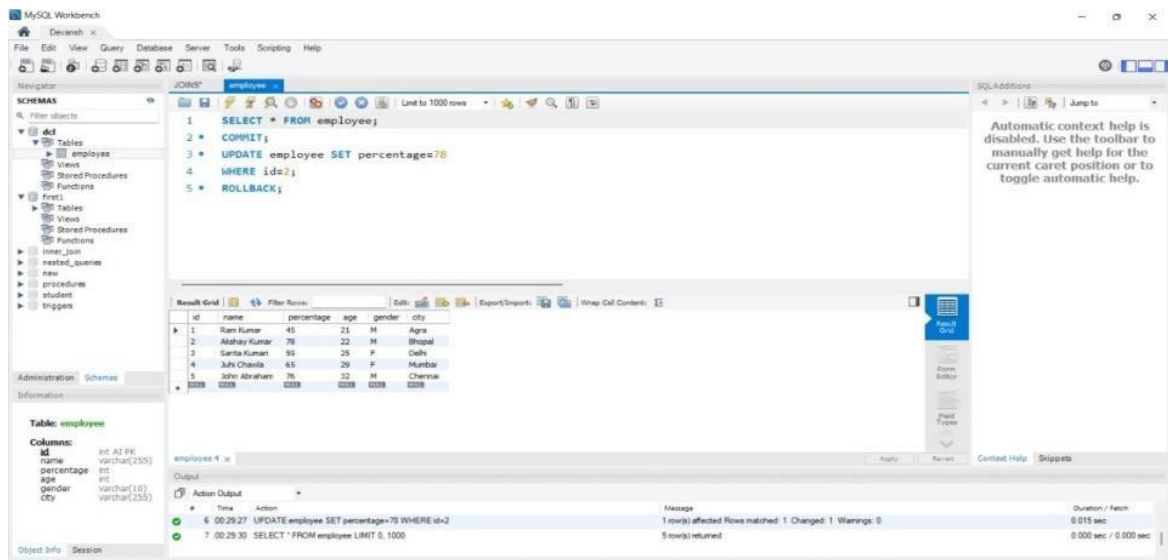 MySQL Workbench
Devansh ×
File Edit View Query Database Server Tools Scripting Help
Navigator
SCHEMAS
Filter objects
dcl
Tables
employee
Views
Stored Procedures
Functions
first1
Tables
Views
Stored Procedures
Functions
inner_join
nested_queries
new
procedures
student
triggers
Administration Schemas
Information
Table: employee
Columns:
id int AI PK
name varchar(255)
percentage int
age int
gender varchar(10)
city varchar(255)
Object Info Session
JOINS* employee ×
Limit to 1000 rows
1 SELECT * FROM employee;
2 COMMIT;
3 UPDATE employee SET percentage=78
4 WHERE id=2;
5 ROLLBACK;
Result Grid Filter Rows: Edit: Export/Import: Wrap Cell Content:
id name percentage age gender city
1 Ram Kumar 45 21 M Agra
2 Akshay Kumar 78 22 M Bhopal
3 Sarita Kumari 59 25 F Delhi
4 Juhi Chawla 65 29 F Mumbai
5 John Abraham 76 32 M Chennai
NULL NULL NULL NULL NULL NULL
Result Grid
Form Editor
Field Types
employee 4 ×
Apply Revert
Output
Action Output
# Time Action Message Duration / Fetch
6 00:29:27 UPDATE employee SET percentage=78 WHERE id=2 1 row(s) affected Rows matched: 1 Changed: 1 Warnings: 0 0.015 sec
7 00:29:30 SELECT * FROM employee LIMIT 0, 1000 5 row(s) returned 0.000 sec / 0.000 sec
SQLAdditions
Jump to
Automatic context help is
disabled. Use the toolbar to
manually get help for the
current caret position or to
toggle automatic help.
Context Help Snippets